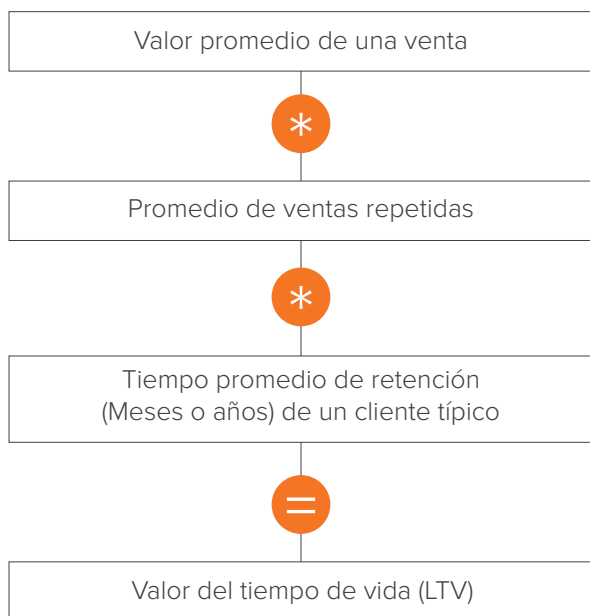 Valor promedio de una venta
*
Promedio de ventas repetidas
*
Tiempo promedio de retención
(Meses o años) de un cliente típico
=
Valor del tiempo de vida (LTV)